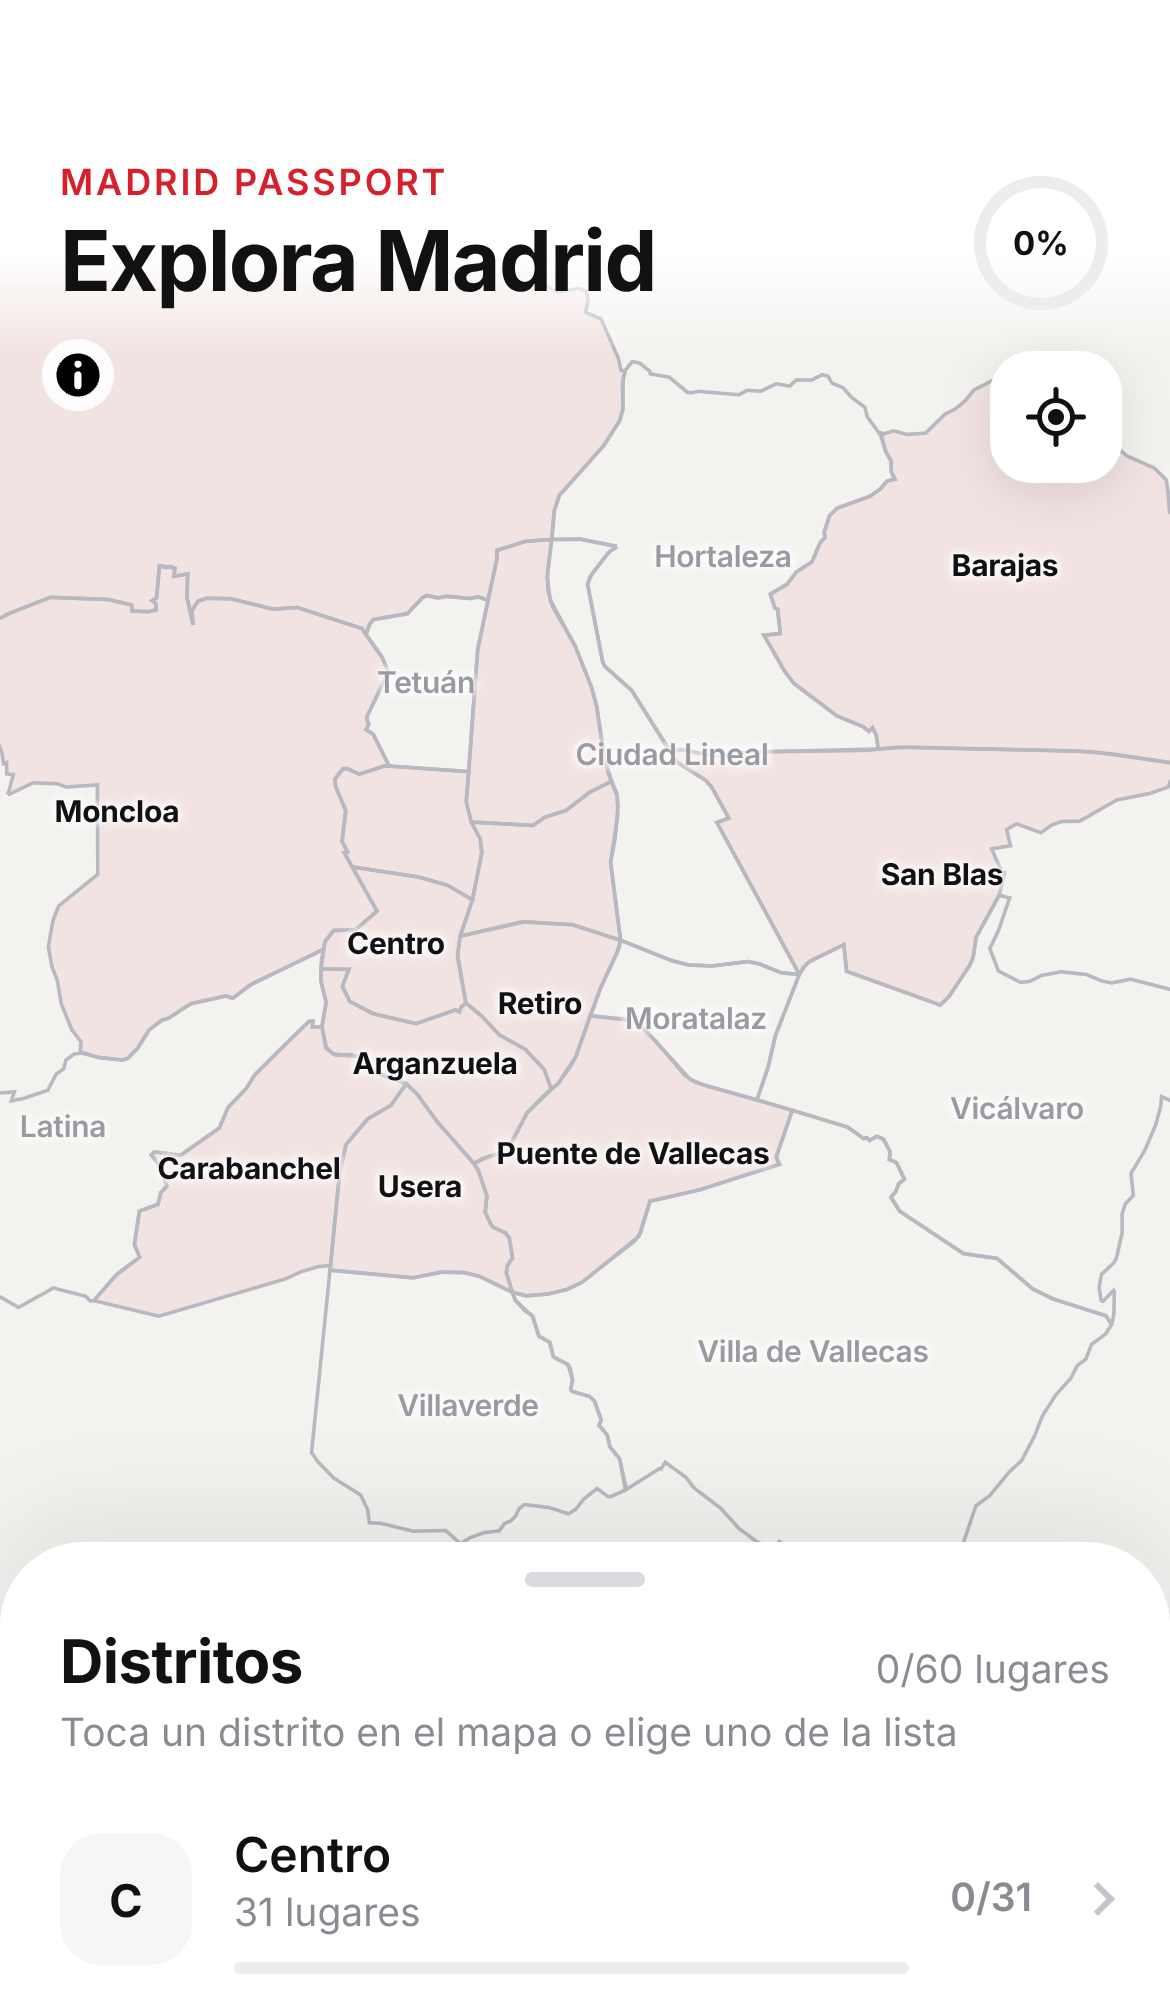 MADRID PASSPORT
Explora Madrid
0%
Hortaleza
Barajas
Tetuán
Ciudad Lineal
Moncloa
San Blas
Centro
Retiro
Moratalaz
Arganzuela
Vicálvaro
Latina
Puente de Vallecas
Carabanchel
Usera
Villa de Vallecas
Villaverde
Distritos
0/60 lugares
Toca un distrito en el mapa o elige uno de la lista
C
Centro
31 lugares
0/31